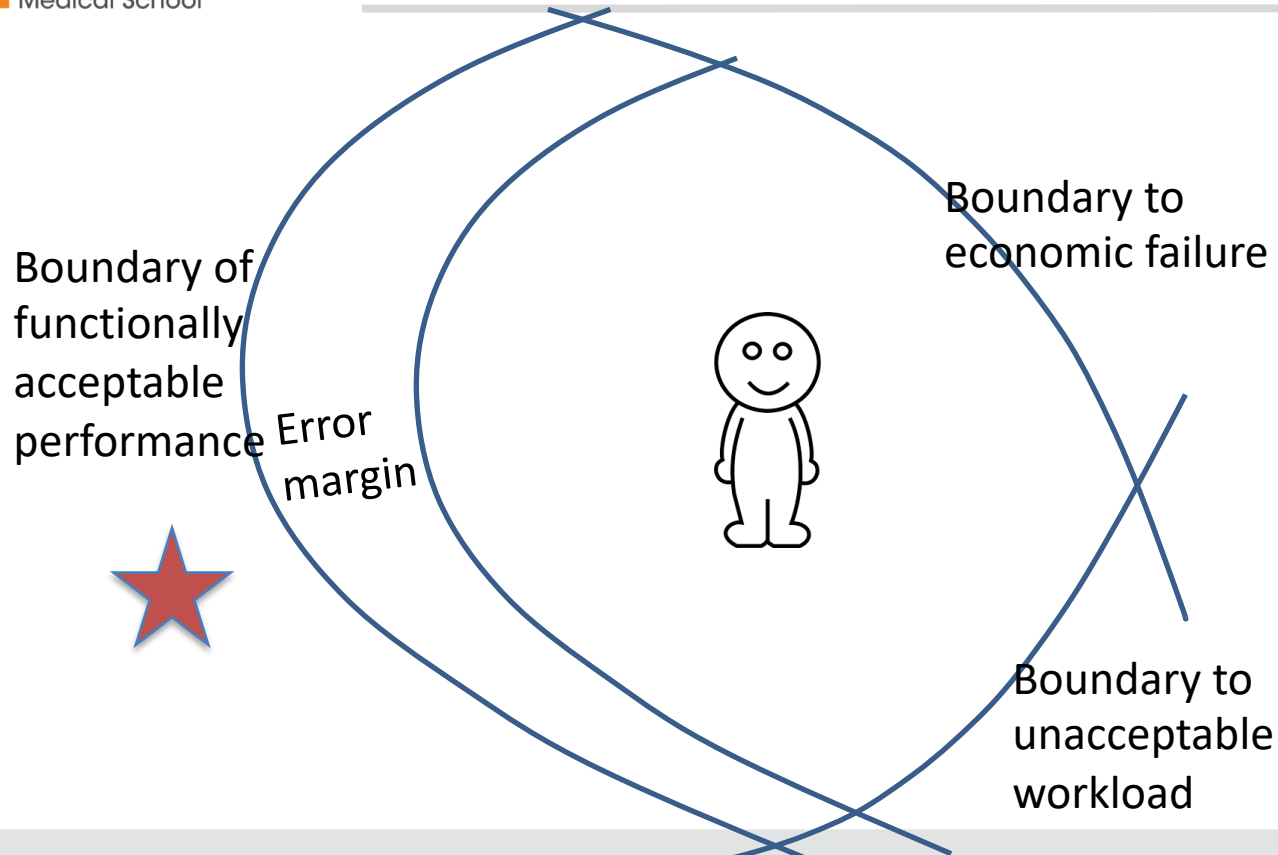 Medical School
Boundary to
economic failure
Boundary of
functionally
acceptable
performance
Error
margin
Boundary to
unacceptable
workload